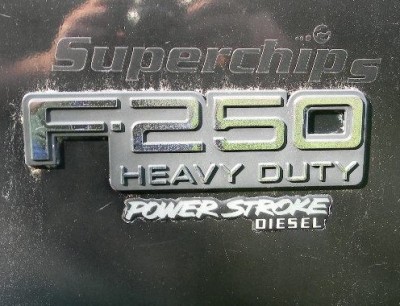 Superchips
F-250
HEAVY DUTY
POWER STROKE
DIESEL